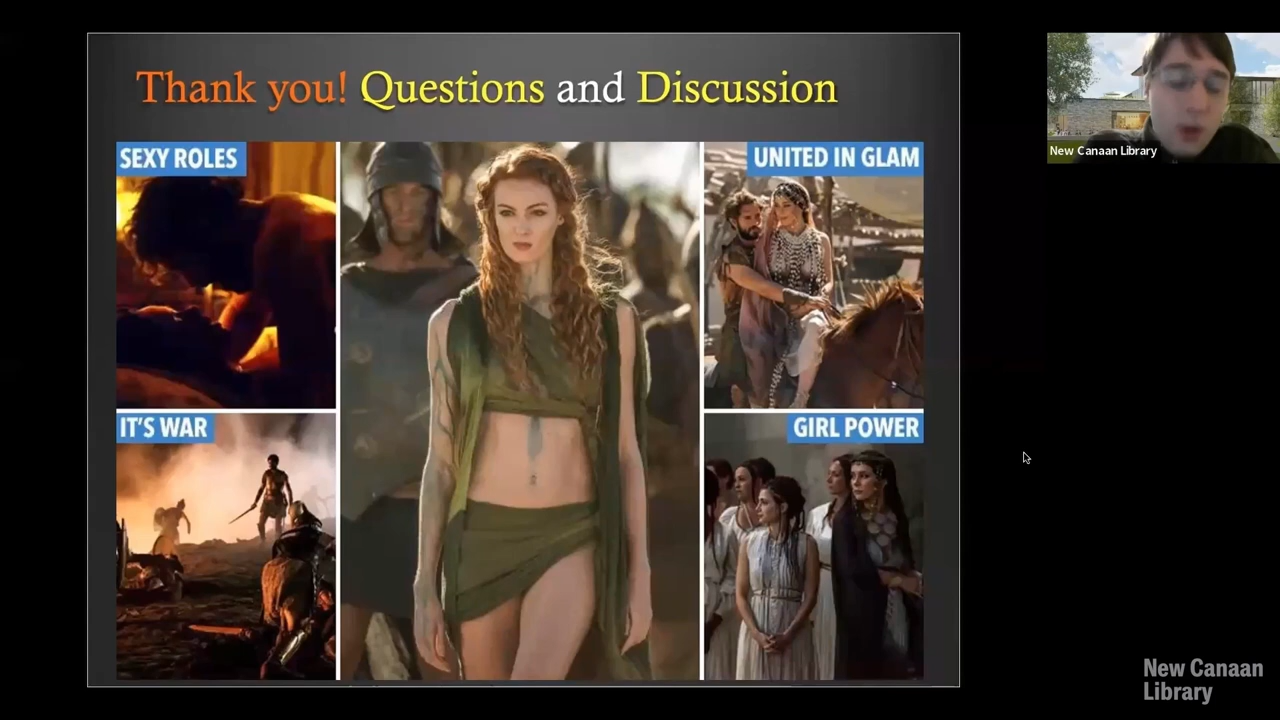 Thank you! Questions and Discussion
SEXY ROLES
UNITED IN GLAM
IT'S WAR
GIRL POWER
New Canaan Library
New Canaan
Library